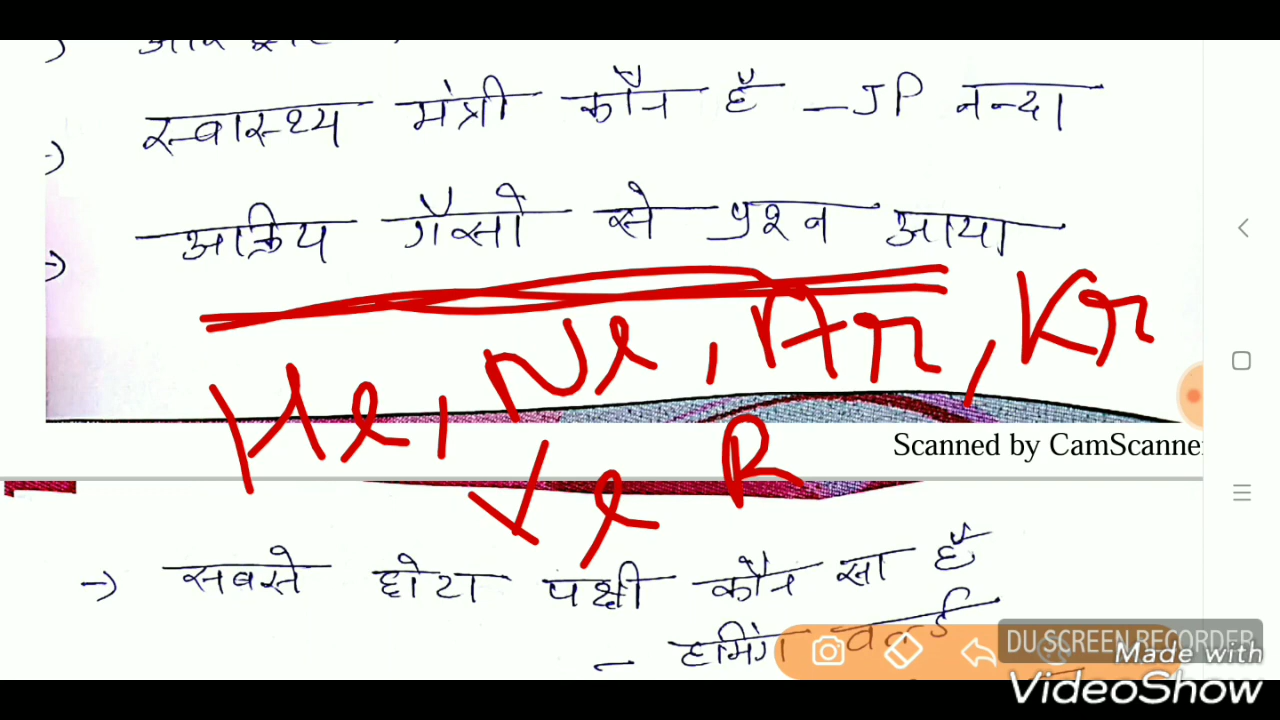 स्वास्थ्य मंत्री कौन है - JP नन्दा
अक्रिय गैसो से प्रश्न आया
He, Ne, Ar, Kr
Xe R
Scanned by CamScanner
सबसे छोटा पक्षी कौन सा है
- हमिंग वर्ड
DU SCREEN RECORDER
Made with
VideoShow